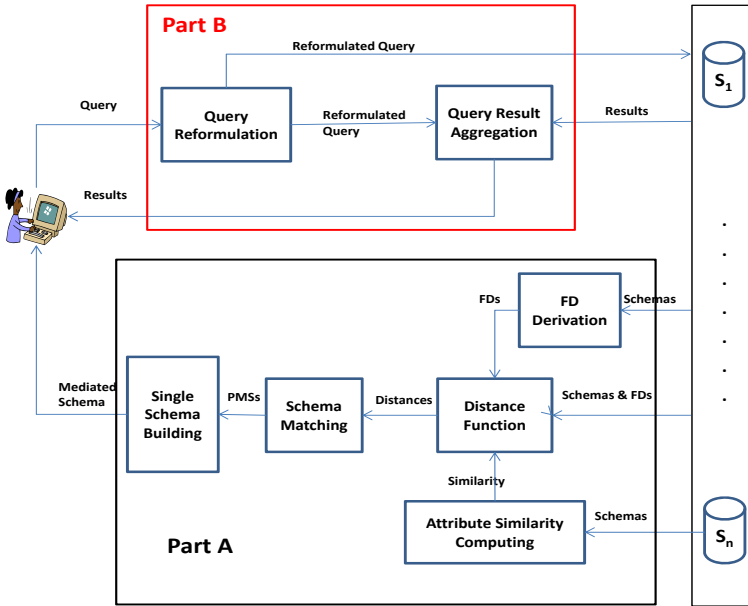 Part B
Reformulated Query
S1
Query
Query
Reformulation
Reformulated
Query
Query Result
Aggregation
Results
Results
FDs
FD
Derivation
Schemas
Mediated
Schema
Single
Schema
Building
PMSs
Schema
Matching
Distances
Distance
Function
Schemas & FDs
Similarity
Attribute Similarity
Computing
Schemas
Sn
Part A